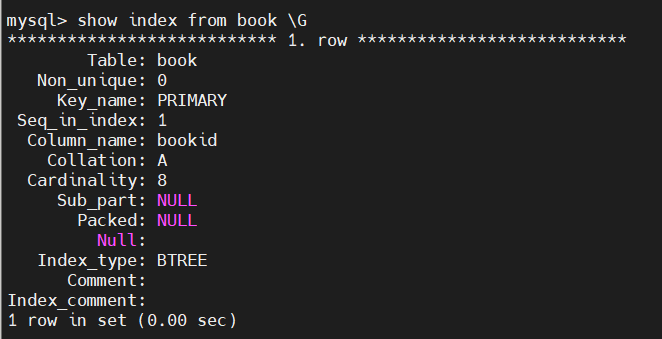 mysql> show index from book \G
*************************** 1. row ***************************
        Table: book
   Non_unique: 0
     Key_name: PRIMARY
 Seq_in_index: 1
  Column_name: bookid
    Collation: A
  Cardinality: 8
     Sub_part: NULL
       Packed: NULL
         Null:
   Index_type: BTREE
      Comment:
Index_comment:
1 row in set (0.00 sec)